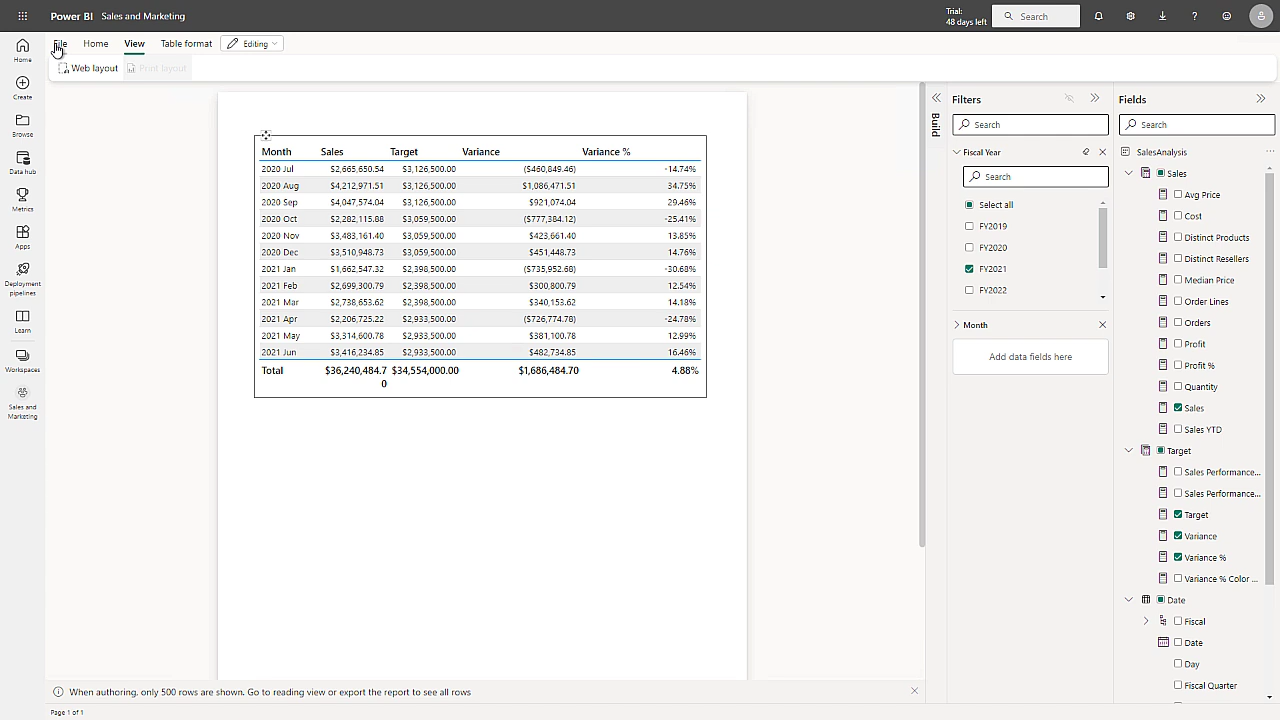 Power BI Sales and Marketing
Trial:
48 days left
Search
File Home View Table format Editing
Web layout Print layout
Home
Create
Browse
Data hub
Metrics
Apps
Deployment
pipelines
Learn
Workspaces
Sales and
Marketing
Month Sales Target Variance Variance %
2020 Jul $2,665,650.54 $3,126,500.00 ($460,849.46) -14.74%
2020 Aug $4,212,971.51 $3,126,500.00 $1,086,471.51 34.75%
2020 Sep $4,047,574.04 $3,126,500.00 $921,074.04 29.46%
2020 Oct $2,282,115.88 $3,059,500.00 ($777,384.12) -25.41%
2020 Nov $3,483,161.40 $3,059,500.00 $423,661.40 13.85%
2020 Dec $3,510,948.73 $3,059,500.00 $451,448.73 14.76%
2021 Jan $1,662,547.32 $2,398,500.00 ($735,952.68) -30.68%
2021 Feb $2,699,300.79 $2,398,500.00 $300,800.79 12.54%
2021 Mar $2,738,653.62 $2,398,500.00 $340,153.62 14.18%
2021 Apr $2,206,725.22 $2,933,500.00 ($726,774.78) -24.78%
2021 May $3,314,600.78 $2,933,500.00 $381,100.78 12.99%
2021 Jun $3,416,234.85 $2,933,500.00 $482,734.85 16.46%
Total $36,240,484.7 $34,554,000.00 $1,686,484.70 4.88%
0
When authoring, only 500 rows are shown. Go to reading view or export the report to see all rows
Page 1 of 1
Build
Filters
Search
Fiscal Year
Search
Select all
FY2019
FY2020
FY2021
FY2022
Month
Add data fields here
Fields
Search
SalesAnalysis
Sales
Avg Price
Cost
Distinct Products
Distinct Resellers
Median Price
Order Lines
Orders
Profit
Profit %
Quantity
Sales
Sales YTD
Target
Sales Performance...
Sales Performance...
Target
Variance
Variance %
Variance % Color ...
Date
Fiscal
Date
Day
Fiscal Quarter